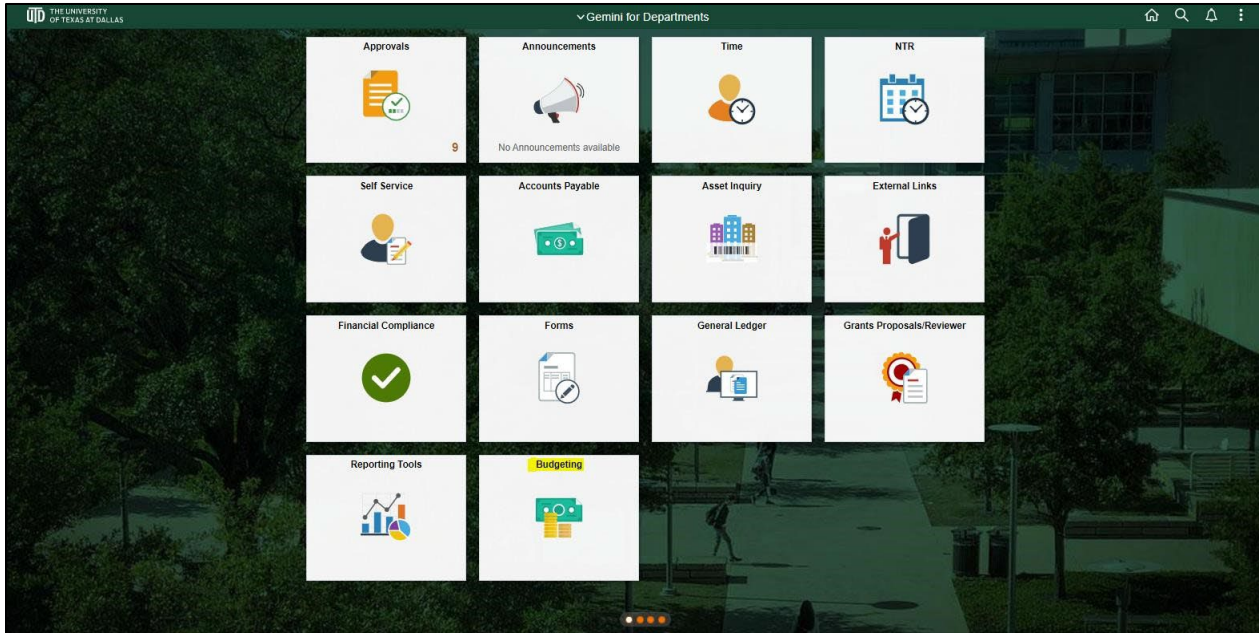 UTD THE UNIVERSITY
OF TEXAS AT DALLAS
Gemini for Departments
Approvals
9
Announcements
No Announcements available
Time
NTR
Self Service
Accounts Payable
Asset Inquiry
External Links
Financial Compliance
Forms
General Ledger
Grants Proposals/Reviewer
Reporting Tools
Budgeting